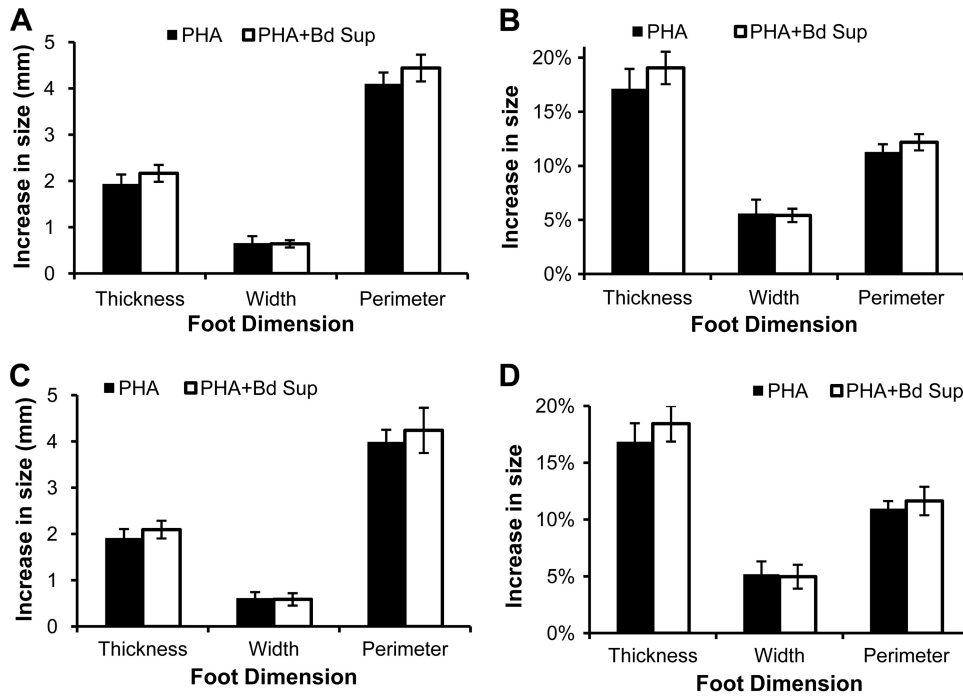 A
PHA PHA+Bd Sup
Increase in size (mm)
5
4
3
2
1
0
Thickness Width Perimeter
Foot Dimension
B
PHA PHA+Bd Sup
Increase in size
20%
15%
10%
5%
0%
Thickness Width Perimeter
Foot Dimension
C
PHA PHA+Bd Sup
Increase in size (mm)
5
4
3
2
1
0
Thickness Width Perimeter
Foot Dimension
D
PHA PHA+Bd Sup
Increase in size
20%
15%
10%
5%
0%
Thickness Width Perimeter
Foot Dimension